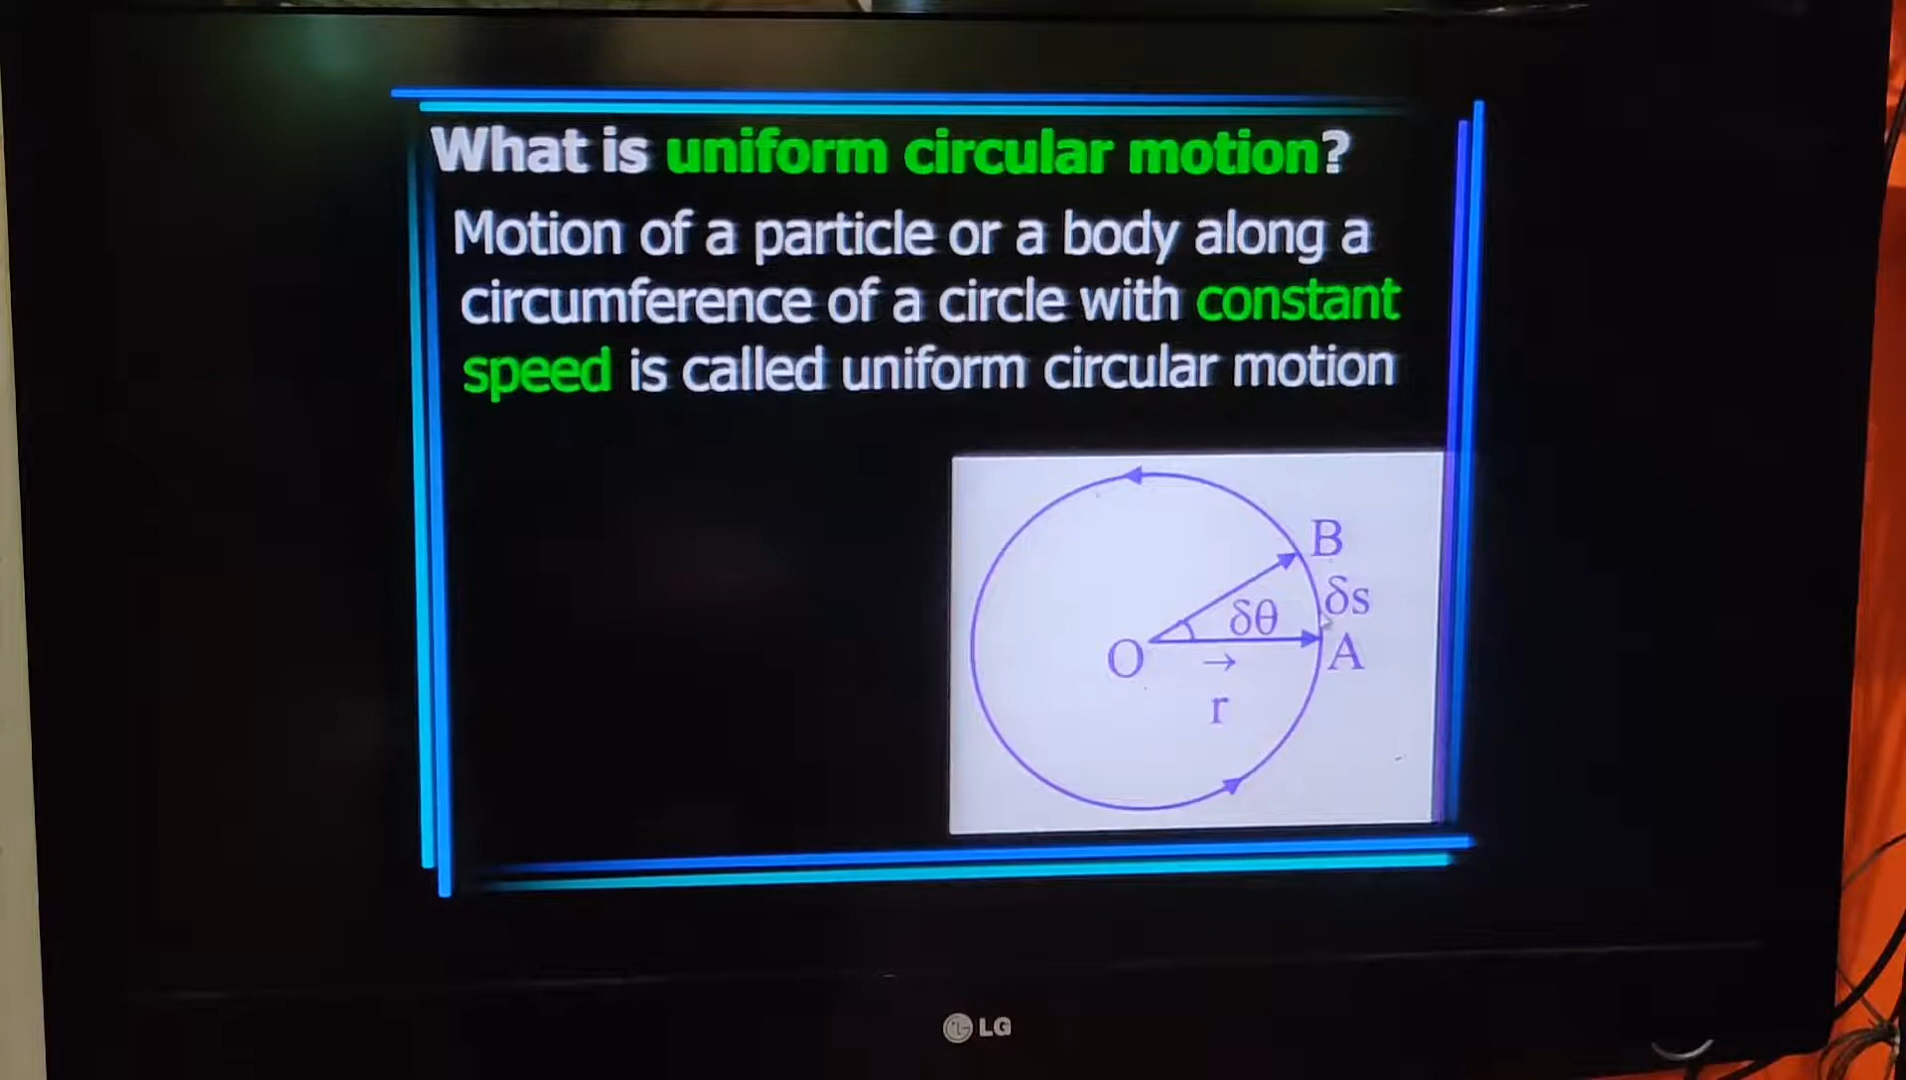 What is uniform circular motion?
Motion of a particle or a body along a
circumference of a circle with constant
speed is called uniform circular motion
B
δs
δθ
O
A
→
r
LG